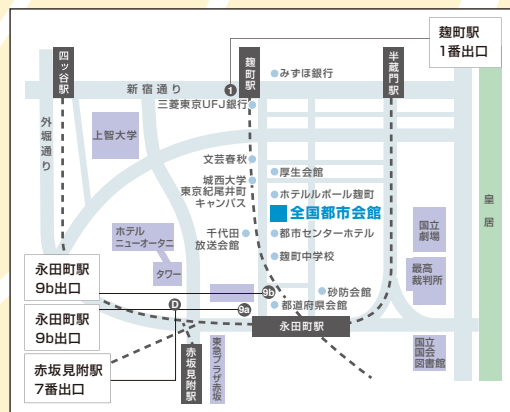 麹町駅
1番出口
四ッ谷駅
麹町駅
半蔵門駅
みずほ銀行
新宿通り
1
三菱東京UFJ銀行
外堀通り
上智大学
文芸春秋
厚生会館
城西大学
東京紀尾井町
キャンパス
ホテルルポール麹町
全国都市会館
皇居
ホテル
ニューオータニ
千代田
放送会館
都市センターホテル
国立
劇場
麹町中学校
タワー
最高
裁判所
永田町駅
9b出口
9b
砂防会館
D
9a
都道府県会館
永田町駅
9b出口
永田町駅
赤坂見附駅
7番出口
赤坂見附駅
東急プラザ赤坂
国立
国会
図書館